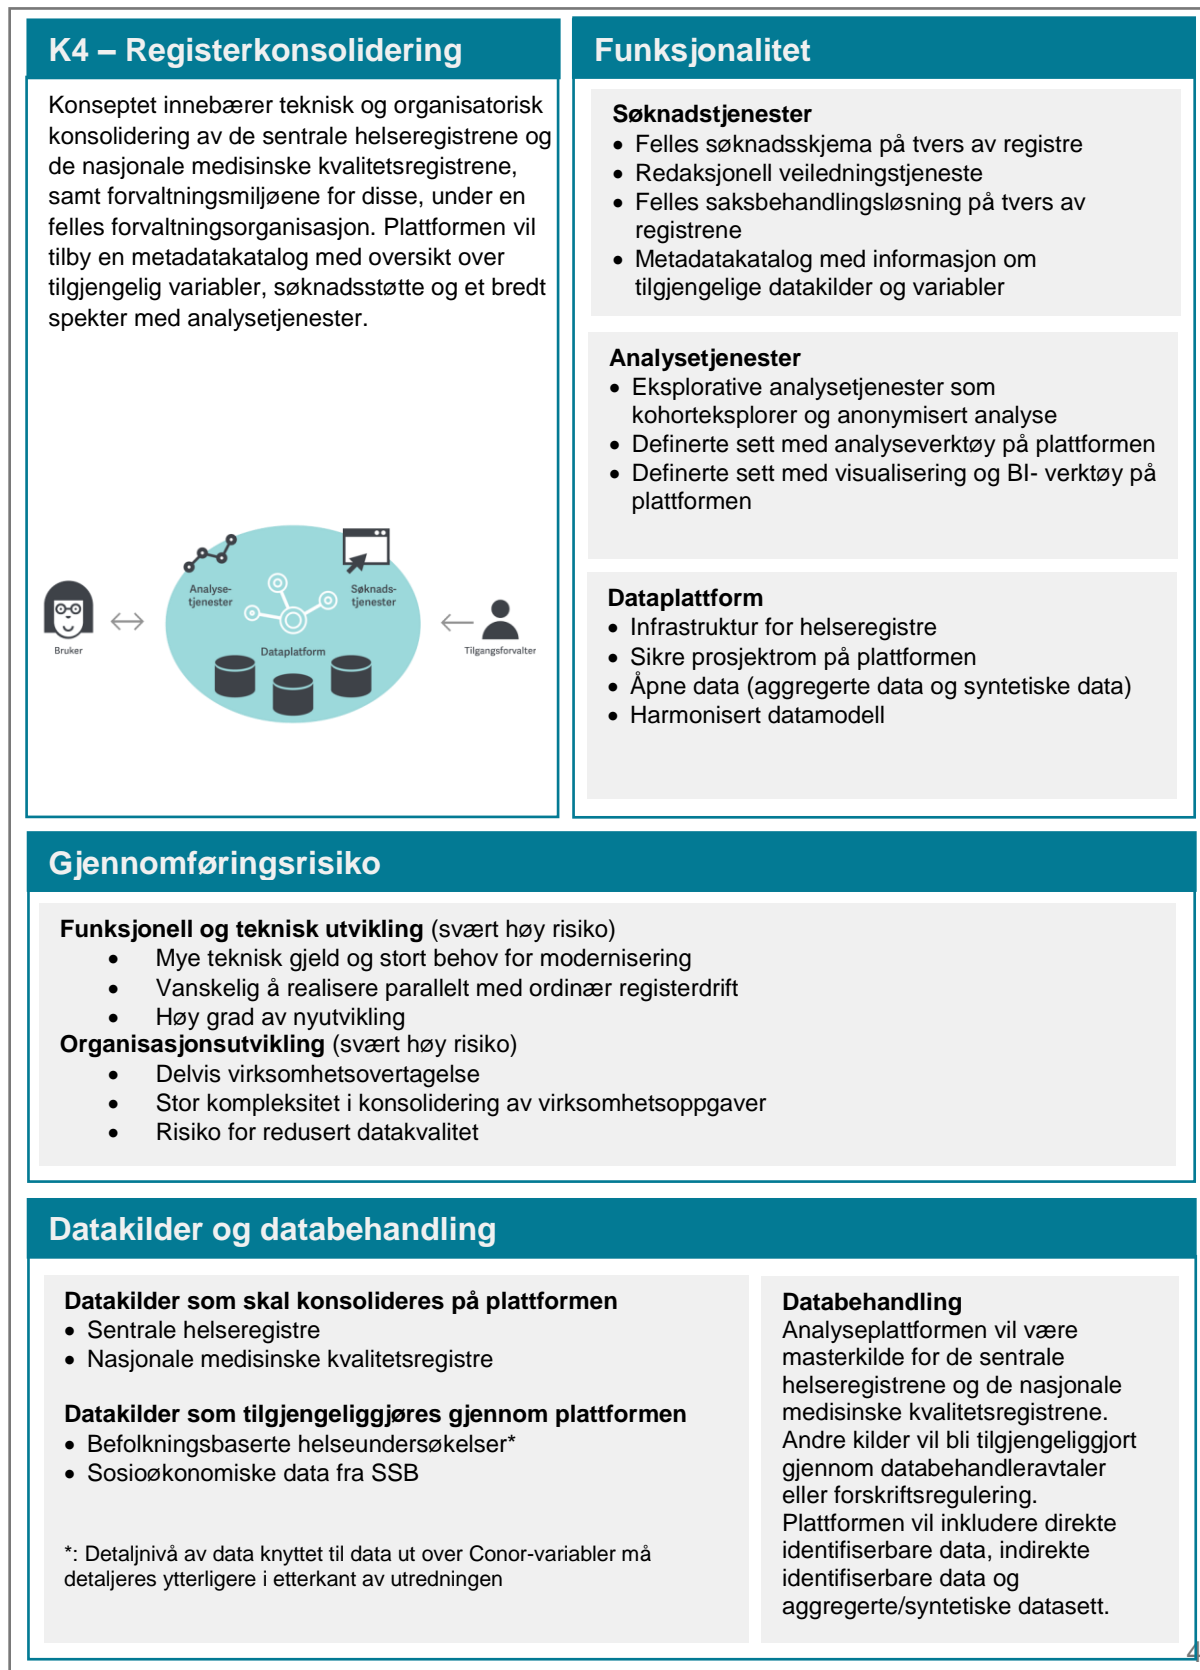 K4 – Registerkonsolidering
Konseptet innebærer teknisk og organisatorisk
konsolidering av de sentrale helseregistrene og
de nasjonale medisinske kvalitetsregistrene,
samt forvaltningsmiljøene for disse, under en
felles forvaltningsorganisasjon. Plattformen vil
tilby en metadatakatalog med oversikt over
tilgjengelig variabler, søknadsstøtte og et bredt
spekter med analysetjenester.
Analyse-
tjenester
Søknads-
tjenester
Dataplatform
Bruker
Tilgangsforvalter
Funksjonalitet
Søknadstjenester
• Felles søknadsskjema på tvers av registre
• Redaksjonell veiledningstjeneste
• Felles saksbehandlingsløsning på tvers av
registrene
• Metadatakatalog med informasjon om
tilgjengelige datakilder og variabler
Analysetjenester
• Eksplorative analysetjenester som
kohorteksplorer og anonymisert analyse
• Definerte sett med analyseverktøy på plattformen
• Definerte sett med visualisering og BI- verktøy på
plattformen
Dataplattform
• Infrastruktur for helseregistre
• Sikre prosjektrom på plattformen
• Åpne data (aggregerte data og syntetiske data)
• Harmonisert datamodell
Gjennomføringsrisiko
Funksjonell og teknisk utvikling (svært høy risiko)
• Mye teknisk gjeld og stort behov for modernisering
• Vanskelig å realisere parallelt med ordinær registerdrift
• Høy grad av nyutvikling
Organisasjonsutvikling (svært høy risiko)
• Delvis virksomhetsovertagelse
• Stor kompleksitet i konsolidering av virksomhetsoppgaver
• Risiko for redusert datakvalitet
Datakilder og databehandling
Datakilder som skal konsolideres på plattformen
• Sentrale helseregistre
• Nasjonale medisinske kvalitetsregistre
Datakilder som tilgjengeliggjøres gjennom plattformen
• Befolkningsbaserte helseundersøkelser*
• Sosioøkonomiske data fra SSB
*: Detaljnivå av data knyttet til data ut over Conor-variabler må
detaljeres ytterligere i etterkant av utredningen
Databehandling
Analyseplattformen vil være
masterkilde for de sentrale
helseregistrene og de nasjonale
medisinske kvalitetsregistrene.
Andre kilder vil bli tilgjengeliggjort
gjennom databehandleravtaler
eller forskriftsregulering.
Plattformen vil inkludere direkte
identifiserbare data, indirekte
identifiserbare data og
aggregerte/syntetiske datasett.